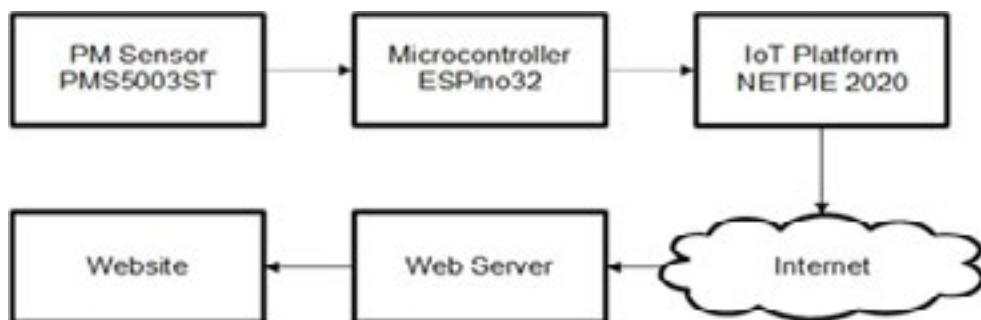 PM Sensor
PMS5003ST
Microcontroller
ESPino32
IoT Platform
NETPIE 2020
Internet
Web Server
Website